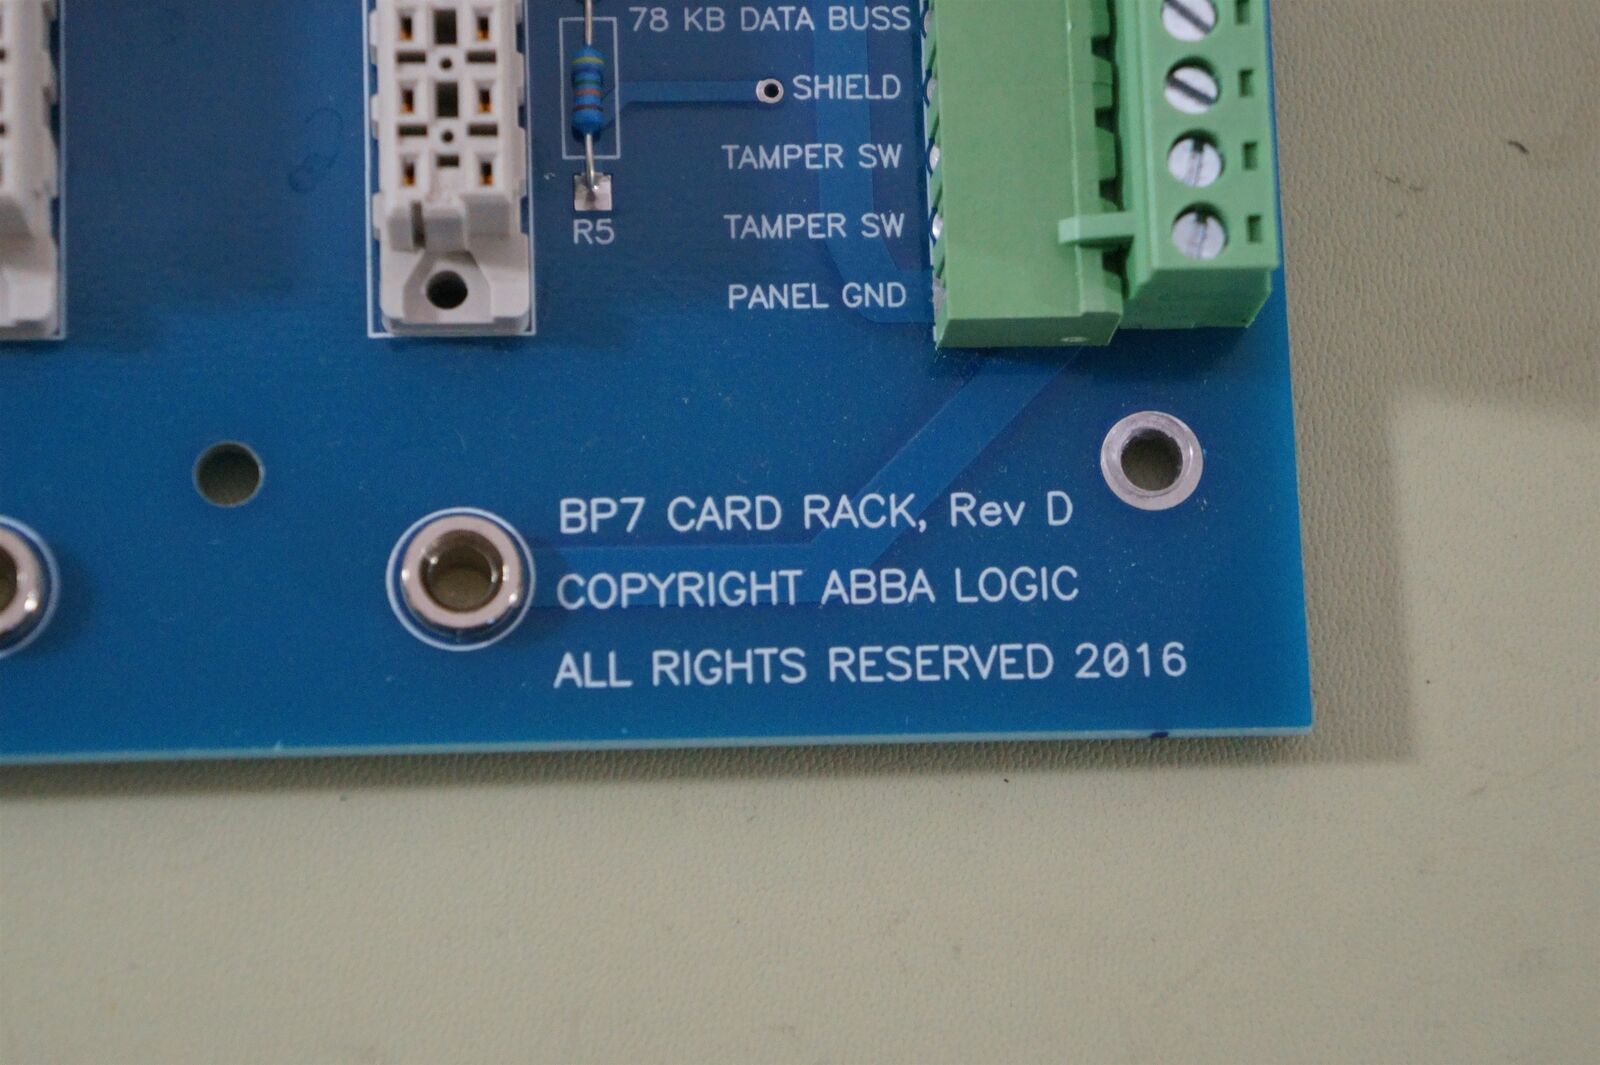 78 KB DATA BUSS
SHIELD
TAMPER SW
R5
TAMPER SW
PANEL GND
BP7 CARD RACK, Rev D
COPYRIGHT ABBA LOGIC
ALL RIGHTS RESERVED 2016